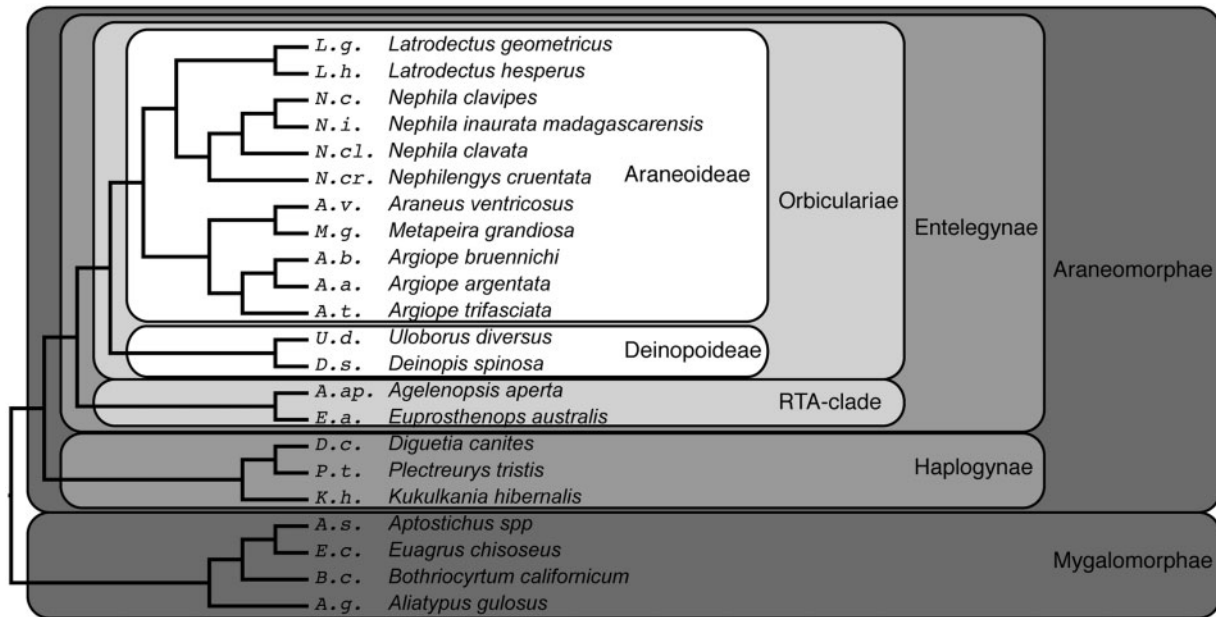 L.g. Latrodectus geometricus
L.h. Latrodectus hesperus
N.c. Nephila clavipes
N.i. Nephila inaurata madagascarensis
N.cl. Nephila clavata
N.cr. Nephilengys cruentata
Araneoideae
A.v. Araneus ventricosus
Orbiculariae
M.g. Metapeira grandiosa
Entelegynae
A.b. Argiope bruennichi
Araneomorphae
A.a. Argiope argentata
A.t. Argiope trifasciata
U.d. Uloborus diversus
Deinopoideae
D.s. Deinopis spinosa
A.ap. Agelenopsis aperta
RTA-clade
E.a. Euprosthenops australis
D.c. Diguetia canites
Haplogynae
P.t. Plectreurys tristis
K.h. Kukulkania hibernalis
A.s. Aptostichus spp
E.c. Euagrus chisoseus
Mygalomorphae
B.c. Bothriocyrtum californicum
A.g. Aliatypus gulosus